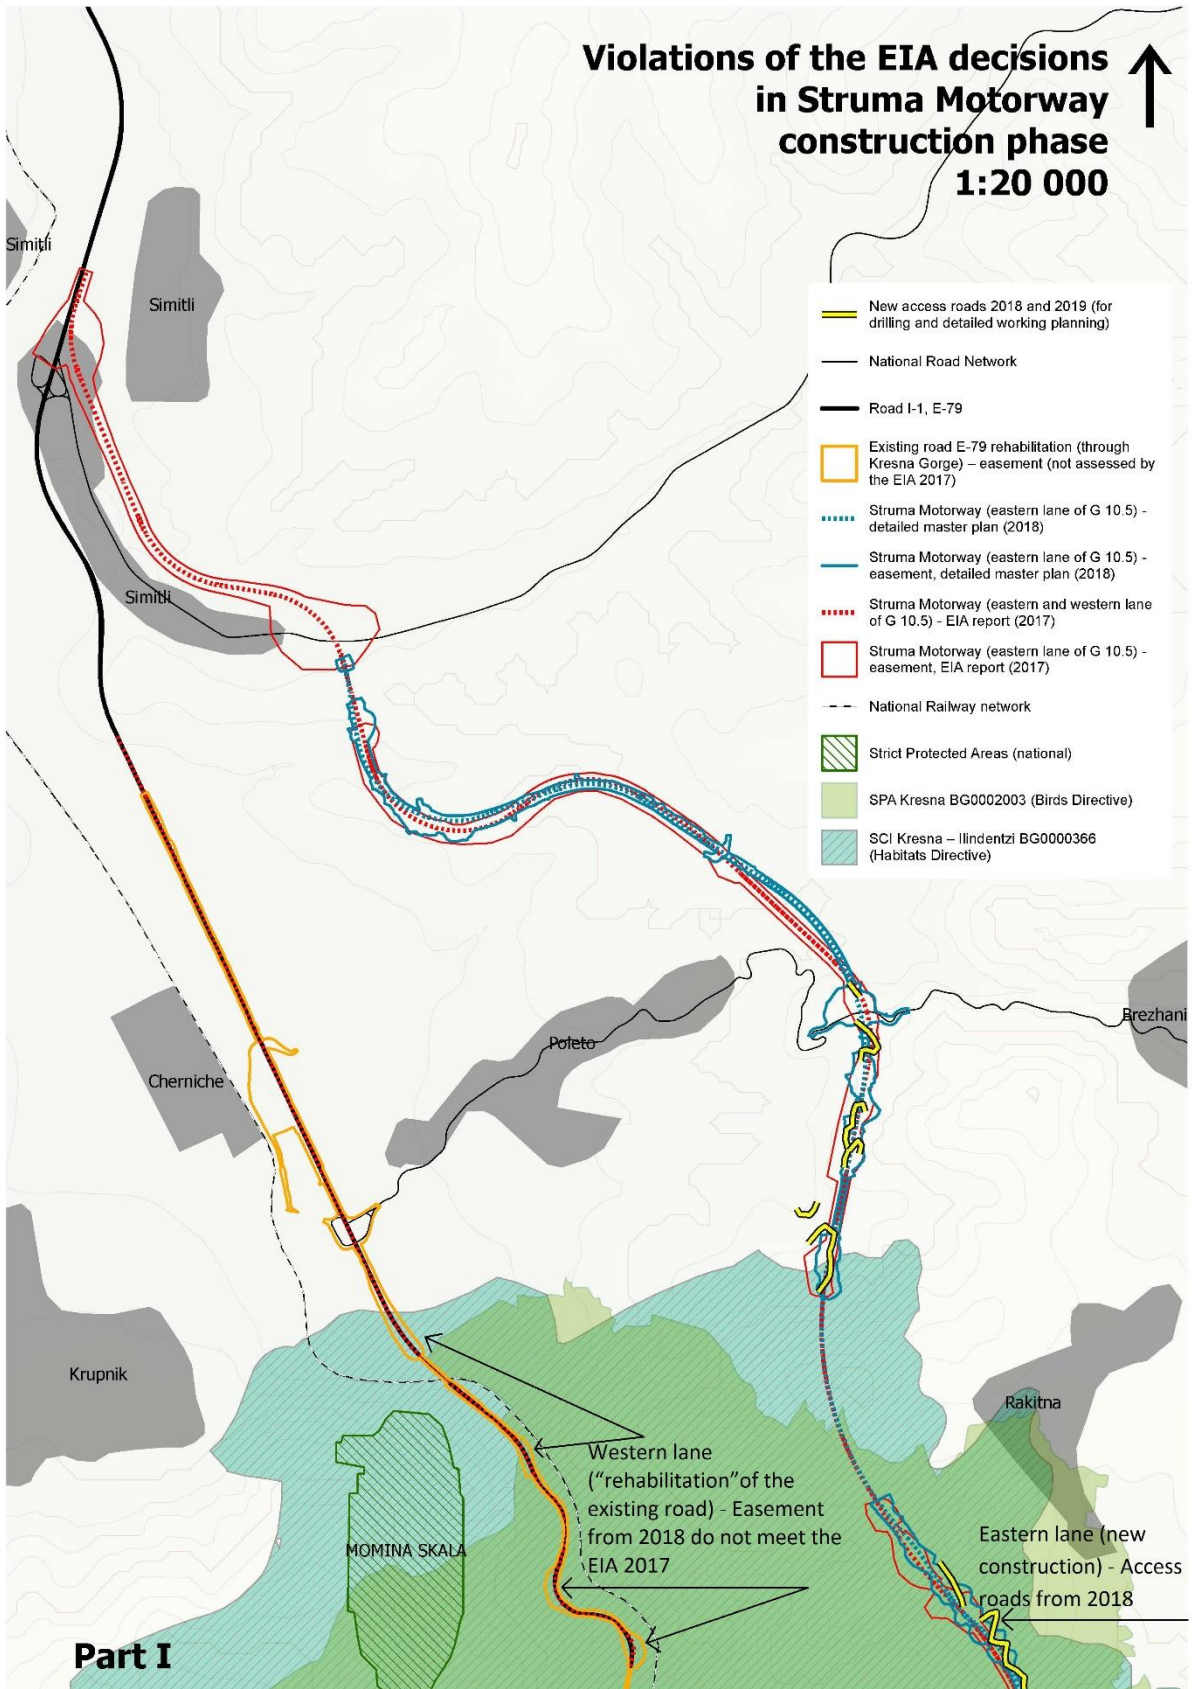 Violations of the EIA decisions
in Struma Motorway
construction phase
1:20 000
Simitli
Simitli
Simitli
New access roads 2018 and 2019 (for
drilling and detailed working planning)
National Road Network
Road I-1, E-79
Existing road E-79 rehabilitation (through
Kresna Gorge) – easement (not assessed by
the EIA 2017)
Struma Motorway (eastern lane of G 10.5) -
detailed master plan (2018)
Struma Motorway (eastern lane of G 10.5) -
easement, detailed master plan (2018)
Struma Motorway (eastern and western lane
of G 10.5) - EIA report (2017)
Struma Motorway (eastern lane of G 10.5) -
easement, EIA report (2017)
National Railway network
Strict Protected Areas (national)
SPA Kresna BG0002003 (Birds Directive)
SCI Kresna – Ilindentzi BG0000366
(Habitats Directive)
Brezhani
Poleto
Cherniche
Krupnik
Rakitna
Western lane
(“rehabilitation”of the
existing road) - Easement
from 2018 do not meet the
EIA 2017
MOMINA SKALA
Eastern lane (new
construction) - Access
roads from 2018
Part I